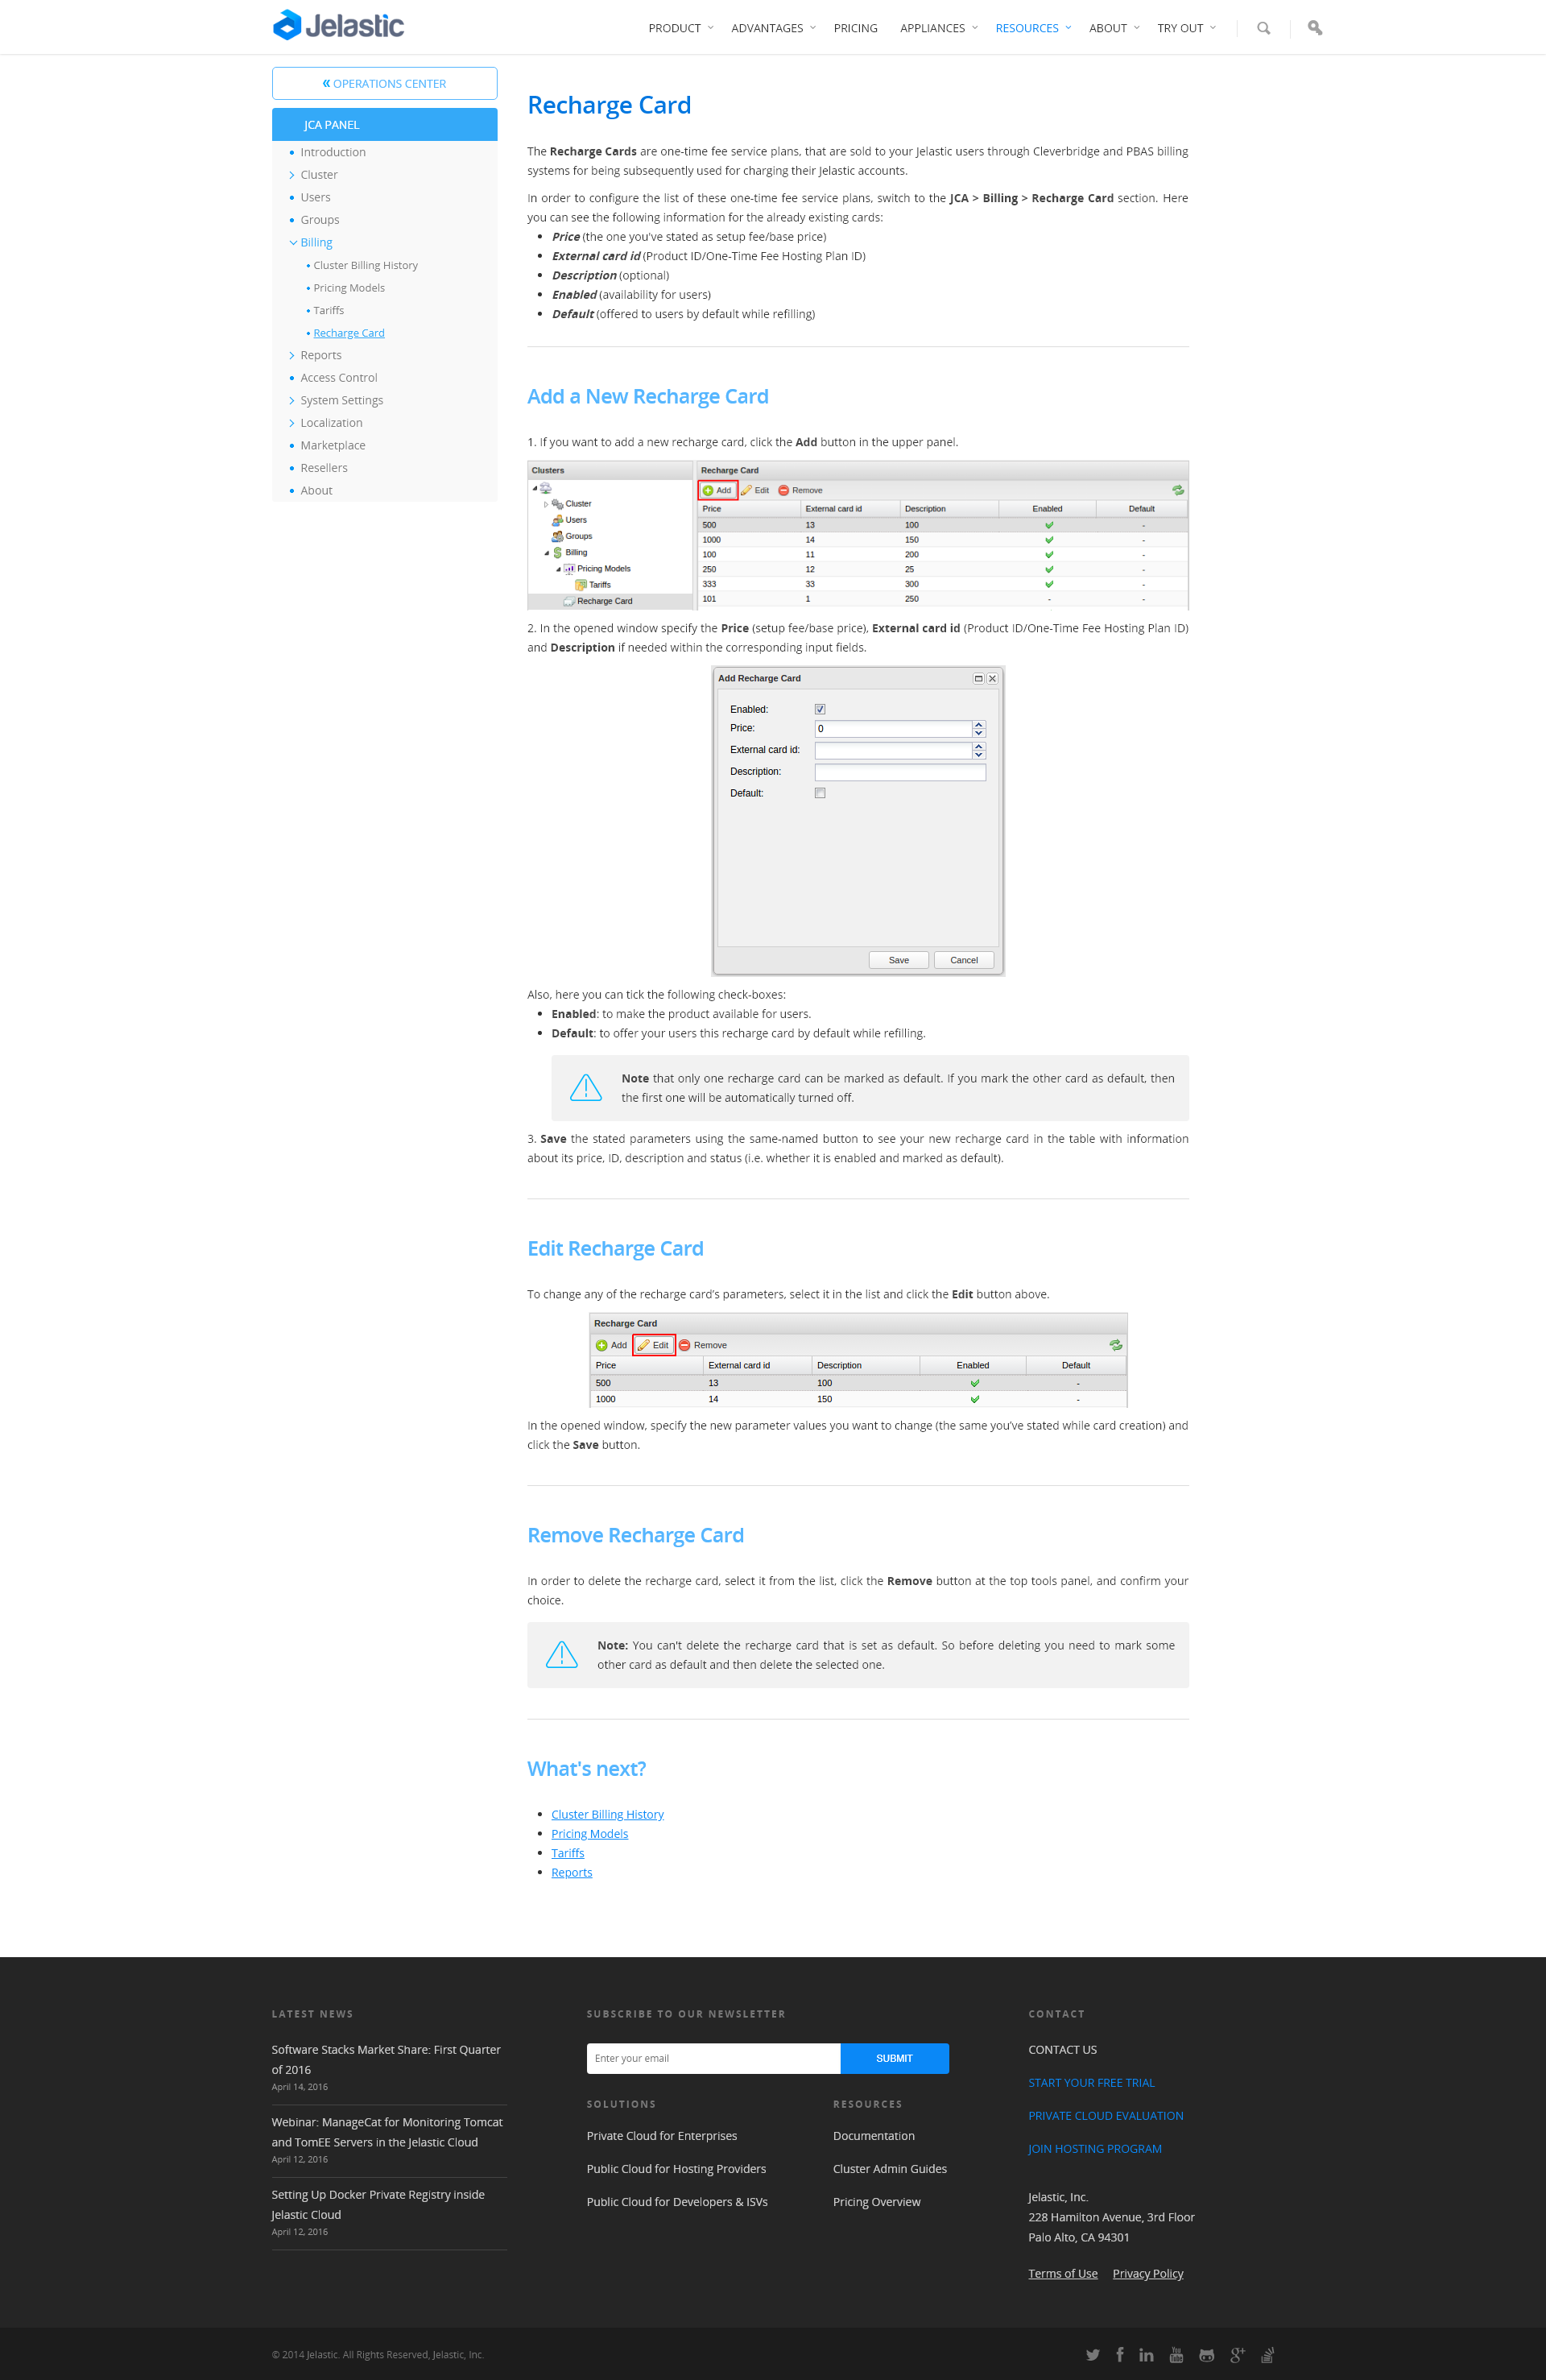 Jelastic
PRODUCT
ADVANTAGES
PRICING
APPLIANCES
RESOURCES
ABOUT
TRY OUT
« OPERATIONS CENTER
JCA PANEL
Introduction
Cluster
Users
Groups
Billing
Cluster Billing History
Pricing Models
Tariffs
Recharge Card
Reports
Access Control
System Settings
Localization
Marketplace
Resellers
About
Recharge Card
The Recharge Cards are one-time fee service plans, that are sold to your Jelastic users through Cleverbridge and PBAS billing
systems for being subsequently used for charging their Jelastic accounts.
In order to configure the list of these one-time fee service plans, switch to the JCA > Billing > Recharge Card section. Here
you can see the following information for the already existing cards:
• Price (the one you've stated as setup fee/base price)
• External card id (Product ID/One-Time Fee Hosting Plan ID)
• Description (optional)
• Enabled (availability for users)
• Default (offered to users by default while refilling)
Add a New Recharge Card
1. If you want to add a new recharge card, click the Add button in the upper panel.
Clusters
Cluster
Users
Groups
Billing
Pricing Models
Tariffs
Recharge Card
Recharge Card
Add Edit Remove
Price External card id Description Enabled Default
500 13 100 -
1000 14 150 -
100 11 200 -
250 12 25 -
333 33 300 -
101 1 250 - -
2. In the opened window specify the Price (setup fee/base price), External card id (Product ID/One-Time Fee Hosting Plan ID)
and Description if needed within the corresponding input fields.
Add Recharge Card
Enabled:
Price: 0
External card id:
Description:
Default:
Save Cancel
Also, here you can tick the following check-boxes:
• Enabled: to make the product available for users.
• Default: to offer your users this recharge card by default while refilling.
Note that only one recharge card can be marked as default. If you mark the other card as default, then
the first one will be automatically turned off.
3. Save the stated parameters using the same-named button to see your new recharge card in the table with information
about its price, ID, description and status (i.e. whether it is enabled and marked as default).
Edit Recharge Card
To change any of the recharge card's parameters, select it in the list and click the Edit button above.
Recharge Card
Add Edit Remove
Price External card id Description Enabled Default
500 13 100 -
1000 14 150 -
In the opened window, specify the new parameter values you want to change (the same you've stated while card creation) and
click the Save button.
Remove Recharge Card
In order to delete the recharge card, select it from the list, click the Remove button at the top tools panel, and confirm your
choice.
Note: You can't delete the recharge card that is set as default. So before deleting you need to mark some
other card as default and then delete the selected one.
What's next?
• Cluster Billing History
• Pricing Models
• Tariffs
• Reports
LATEST NEWS
Software Stacks Market Share: First Quarter
of 2016
April 14, 2016
Webinar: ManageCat for Monitoring Tomcat
and TomEE Servers in the Jelastic Cloud
April 12, 2016
Setting Up Docker Private Registry inside
Jelastic Cloud
April 12, 2016
SUBSCRIBE TO OUR NEWSLETTER
Enter your email
SUBMIT
SOLUTIONS
Private Cloud for Enterprises
Public Cloud for Hosting Providers
Public Cloud for Developers & ISVs
RESOURCES
Documentation
Cluster Admin Guides
Pricing Overview
CONTACT
CONTACT US
START YOUR FREE TRIAL
PRIVATE CLOUD EVALUATION
JOIN HOSTING PROGRAM
Jelastic, Inc.
228 Hamilton Avenue, 3rd Floor
Palo Alto, CA 94301
Terms of Use Privacy Policy
© 2014 Jelastic. All Rights Reserved, Jelastic, Inc.